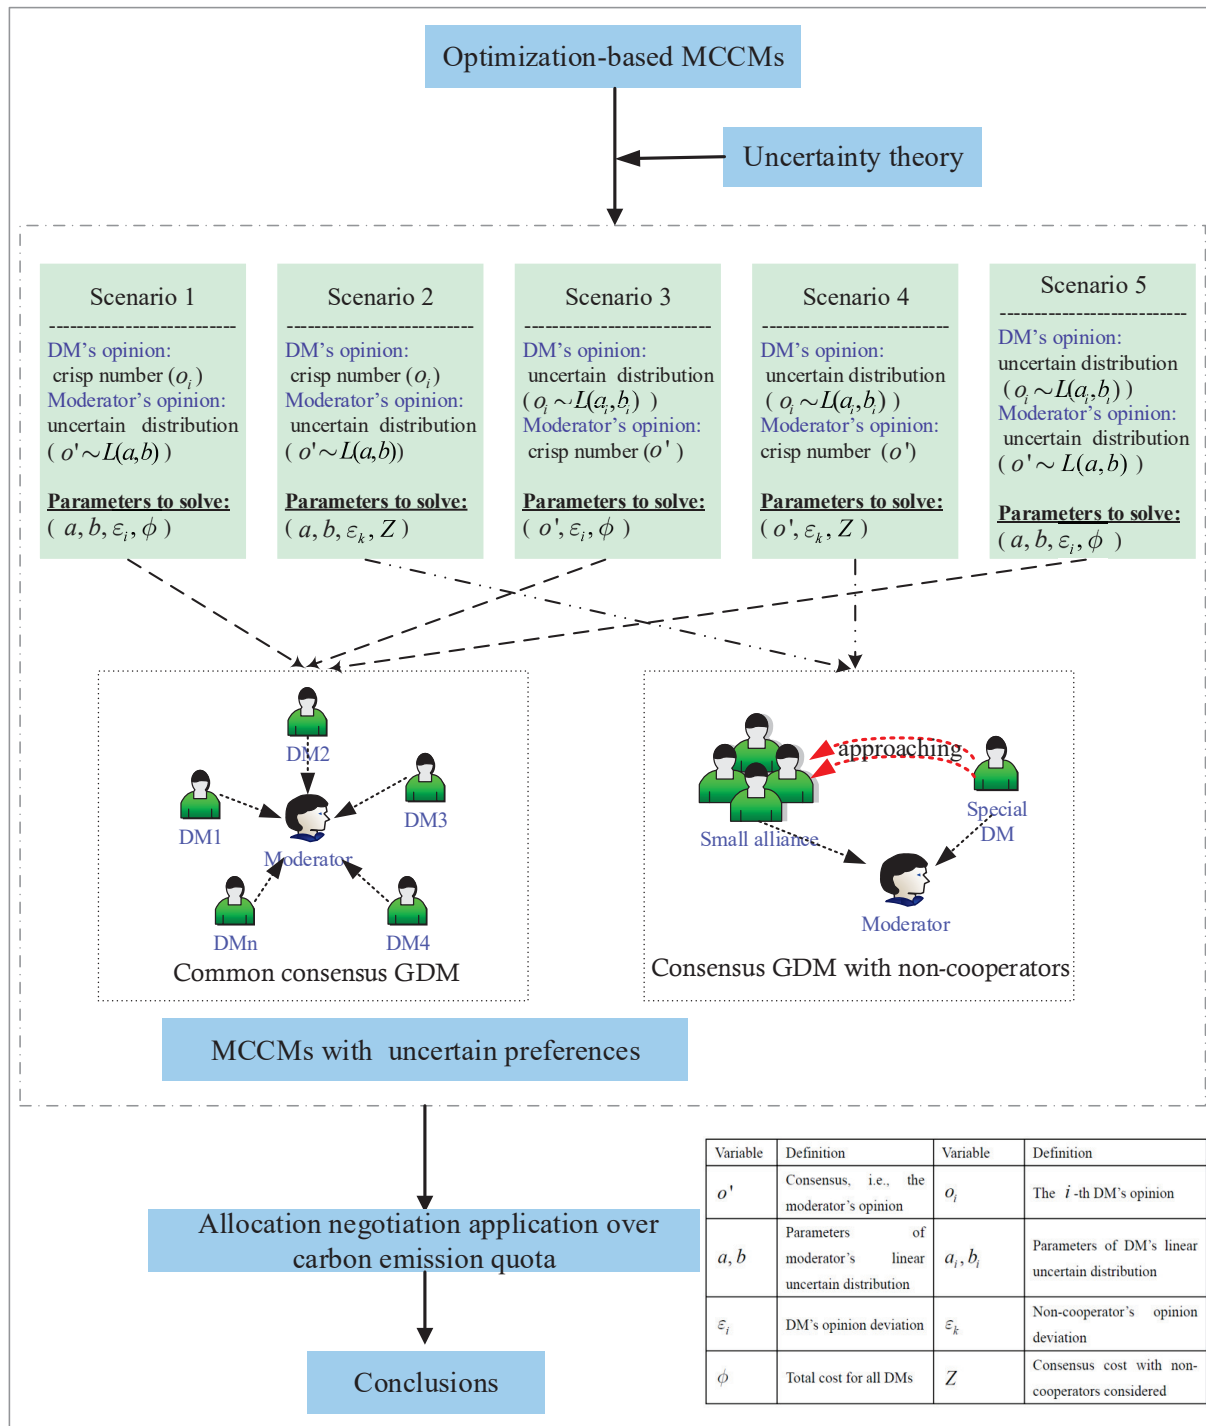 Optimization-based MCCMs
Uncertainty theory
Scenario 1
---------------------------
DM's opinion:
crisp number (o_i)
Moderator's opinion:
uncertain distribution
( o' ~ L(a,b) )
Parameters to solve:
( a, b, ε_i, ϕ )
Scenario 2
---------------------------
DM's opinion:
crisp number (o_i)
Moderator's opinion:
uncertain distribution
( o' ~ L(a,b))
Parameters to solve:
( a, b, ε_k, Z )
Scenario 3
---------------------------
DM's opinion:
uncertain distribution
( o_i ~ L(a_i,b_i) )
Moderator's opinion:
crisp number (o' )
Parameters to solve:
( o', ε_i, ϕ )
Scenario 4
---------------------------
DM's opinion:
uncertain distribution
( o_i ~ L(a_i,b_i) )
Moderator's opinion:
crisp number (o')
Parameters to solve:
( o', ε_k, Z )
Scenario 5
---------------------------
DM's opinion:
uncertain distribution
( o_i ~ L(a_i,b_i) )
Moderator's opinion:
uncertain distribution
( o' ~ L(a,b) )
Parameters to solve:
( a, b, ε_i, ϕ )
DM2
DM1
DM3
Moderator
DMn
DM4
Common consensus GDM
approaching
Small alliance
Special
DM
Moderator
Consensus GDM with non-cooperators
MCCMs with uncertain preferences
Allocation negotiation application over
carbon emission quota
Conclusions
Variable Definition Variable Definition
o' Consensus, i.e., the moderator's opinion o_i The i-th DM's opinion
a, b Parameters of moderator's linear uncertain distribution a_i, b_i Parameters of DM's linear uncertain distribution
ε_i DM's opinion deviation ε_k Non-cooperator's opinion deviation
ϕ Total cost for all DMs Z Consensus cost with non-cooperators considered